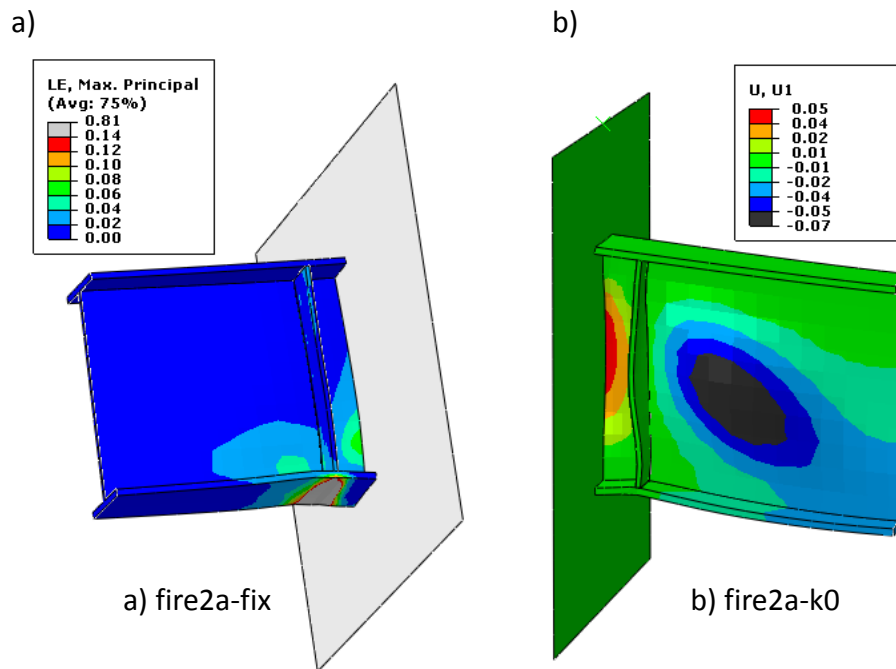 a)
b)
LE, Max. Principal
(Avg: 75%)
0.81
0.14
0.12
0.10
0.08
0.06
0.04
0.02
0.00
U, U1
0.05
0.04
0.02
0.01
-0.01
-0.02
-0.04
-0.05
-0.07
a) fire2a-fix
b) fire2a-k0